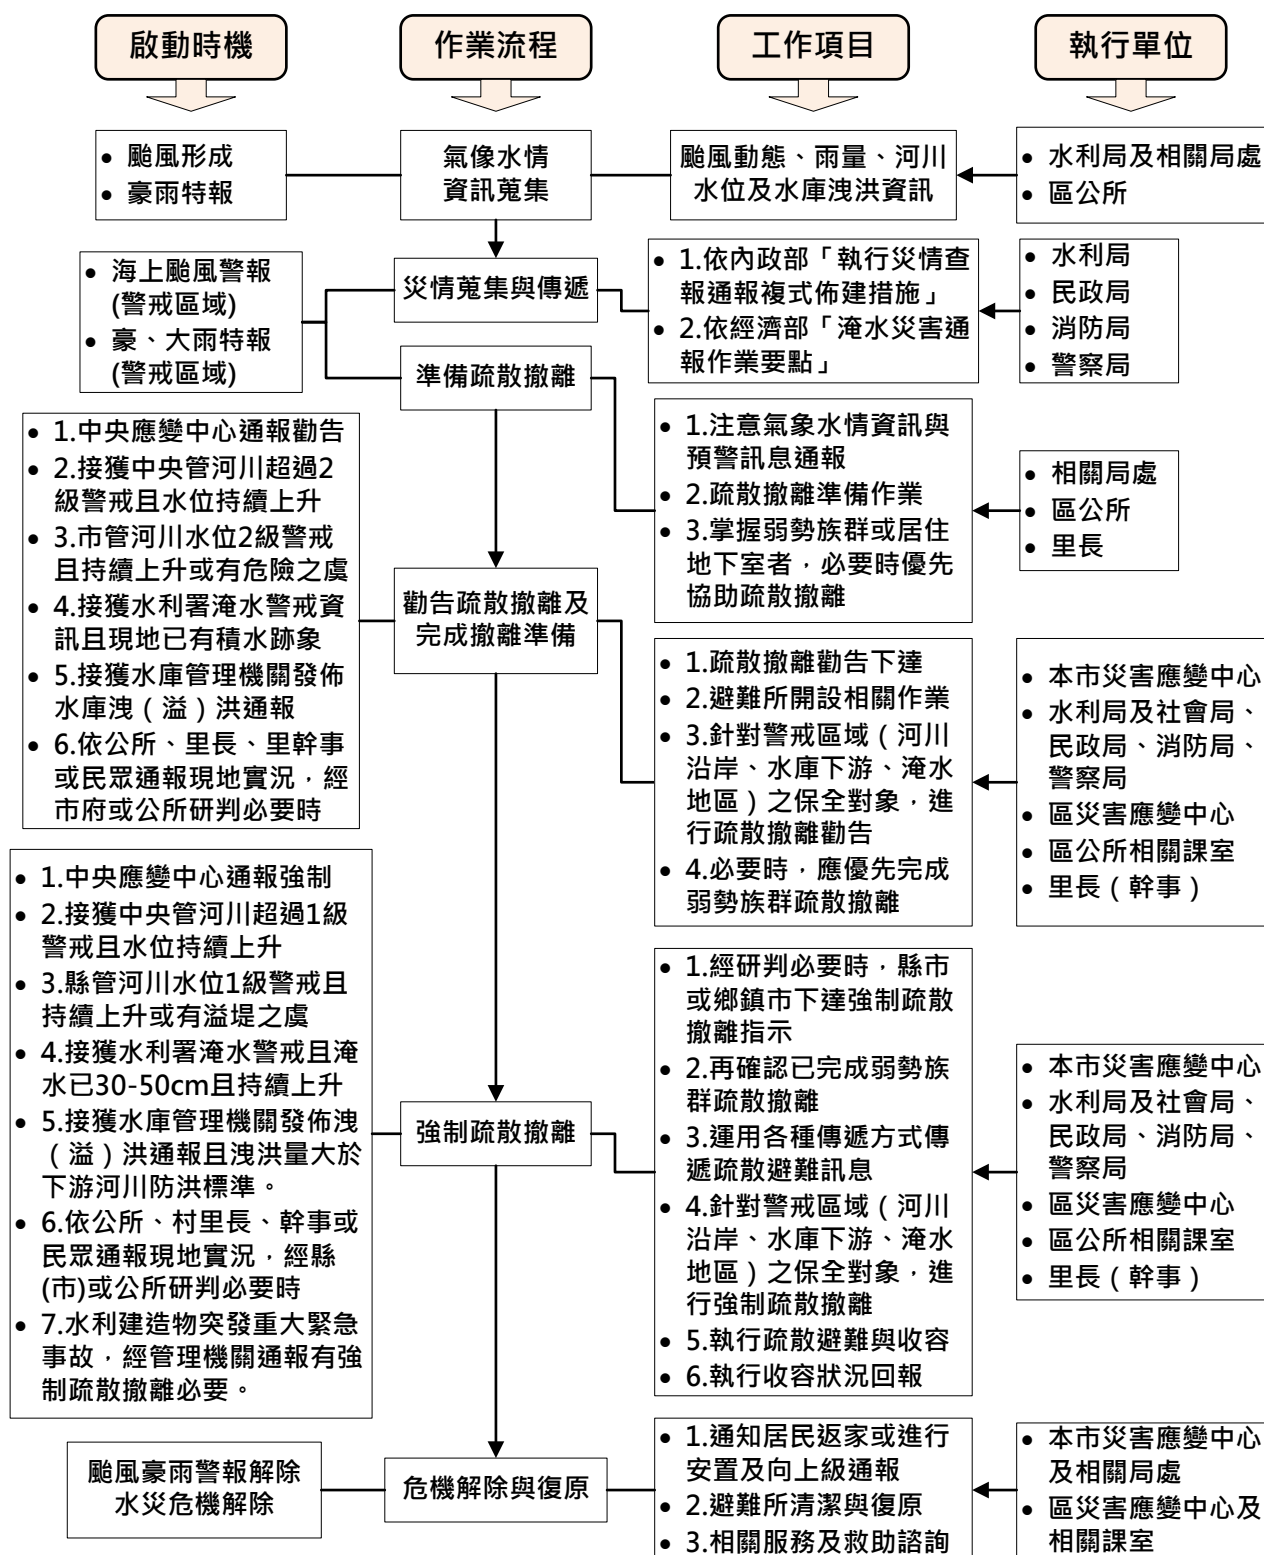 啟動時機
作業流程
工作項目
執行單位
• 颱風形成
• 豪雨特報
氣像水情
資訊蒐集
颱風動態、雨量、河川
水位及水庫洩洪資訊
• 水利局及相關局處
• 區公所
• 海上颱風警報
(警戒區域)
• 豪、大雨特報
(警戒區域)
災情蒐集與傳遞
• 1.依內政部「執行災情查
報通報複式佈建措施」
• 2.依經濟部「淹水災害通
報作業要點」
• 水利局
• 民政局
• 消防局
• 警察局
準備疏散撤離
• 1.注意氣象水情資訊與
預警訊息通報
• 2.疏散撤離準備作業
• 3.掌握弱勢族群或居住
地下室者，必要時優先
協助疏散撤離
• 相關局處
• 區公所
• 里長
• 1.中央應變中心通報勸告
• 2.接獲中央管河川超過2
級警戒且水位持續上升
• 3.市管河川水位2級警戒
且持續上升或有危險之虞
• 4.接獲水利署淹水警戒資
訊且現地已有積水跡象
• 5.接獲水庫管理機關發佈
水庫洩（溢）洪通報
• 6.依公所、里長、里幹事
或民眾通報現地實況，經
市府或公所研判必要時
勸告疏散撤離及
完成撤離準備
• 1.疏散撤離勸告下達
• 2.避難所開設相關作業
• 3.針對警戒區域（河川
沿岸、水庫下游、淹水
地區）之保全對象，進
行疏散撤離勸告
• 4.必要時，應優先完成
弱勢族群疏散撤離
• 本市災害應變中心
• 水利局及社會局、
民政局、消防局、
警察局
• 區災害應變中心
• 區公所相關課室
• 里長（幹事）
• 1.中央應變中心通報強制
• 2.接獲中央管河川超過1級
警戒且水位持續上升
• 3.縣管河川水位1級警戒且
持續上升或有溢堤之虞
• 4.接獲水利署淹水警戒且淹
水已30-50cm且持續上升
• 5.接獲水庫管理機關發佈洩
（溢）洪通報且洩洪量大於
下游河川防洪標準。
• 6.依公所、村里長、幹事或
民眾通報現地實況，經縣
(市)或公所研判必要時
• 7.水利建造物突發重大緊急
事故，經管理機關通報有強
制疏散撤離必要。
強制疏散撤離
• 1.經研判必要時，縣市
或鄉鎮市下達強制疏散
撤離指示
• 2.再確認已完成弱勢族
群疏散撤離
• 3.運用各種傳遞方式傳
遞疏散避難訊息
• 4.針對警戒區域（河川
沿岸、水庫下游、淹水
地區）之保全對象，進
行強制疏散撤離
• 5.執行疏散避難與收容
• 6.執行收容狀況回報
• 本市災害應變中心
• 水利局及社會局、
民政局、消防局、
警察局
• 區災害應變中心
• 區公所相關課室
• 里長（幹事）
颱風豪雨警報解除
水災危機解除
危機解除與復原
• 1.通知居民返家或進行
安置及向上級通報
• 2.避難所清潔與復原
• 3.相關服務及救助諮詢
• 本市災害應變中心
及相關局處
• 區災害應變中心及
相關課室